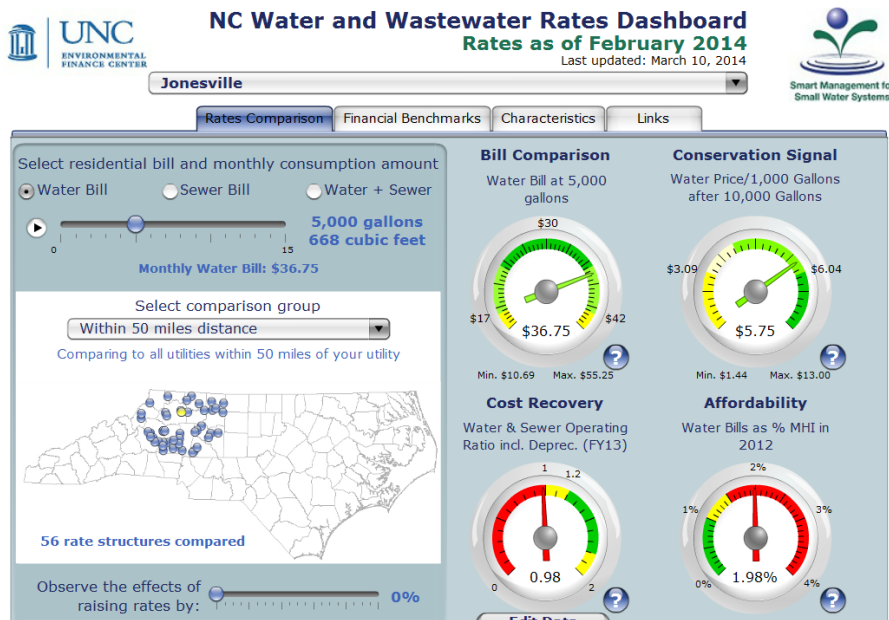 UNC
ENVIRONMENTAL
FINANCE CENTER
NC Water and Wastewater Rates Dashboard
Rates as of February 2014
Last updated: March 10, 2014
Smart Management for
Small Water Systems
Jonesville
Rates Comparison
Financial Benchmarks
Characteristics
Links
Select residential bill and monthly consumption amount
Water Bill
Sewer Bill
Water + Sewer
5,000 gallons
668 cubic feet
0
15
Monthly Water Bill: $36.75
Select comparison group
Within 50 miles distance
Comparing to all utilities within 50 miles of your utility
56 rate structures compared
Observe the effects of
raising rates by:
0%
Bill Comparison
Water Bill at 5,000
gallons
$30
$17
$42
$36.75
?
Min. $10.69
Max. $55.25
Conservation Signal
Water Price/1,000 Gallons
after 10,000 Gallons
$3.09
$6.04
$5.75
?
Min. $1.44
Max. $13.00
Cost Recovery
Water & Sewer Operating
Ratio incl. Deprec. (FY13)
1
1.2
0
2
0.98
?
Edit Data
Affordability
Water Bills as % MHI in
2012
2%
1%
3%
0%
4%
1.98%
?